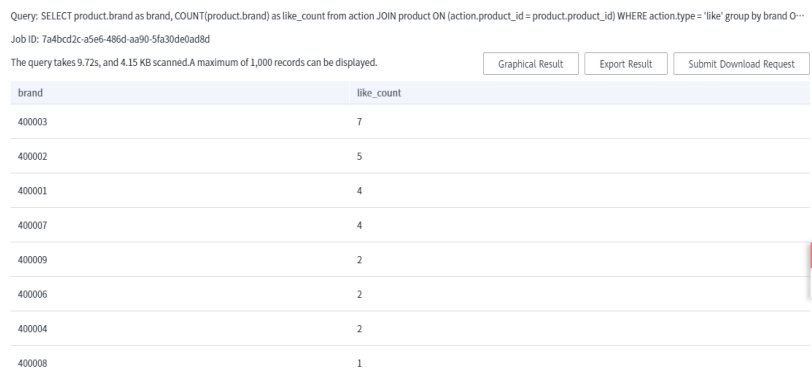 Query: SELECT product.brand as brand, COUNT(product.brand) as like_count from action JOIN product ON (action.product_id = product.product_id) WHERE action.type = 'like' group by brand O···
Job ID: 7a4bcd2c-a5e6-486d-aa90-5fa30de0ad8d
The query takes 9.72s, and 4.15 KB scanned.A maximum of 1,000 records can be displayed.
Graphical Result Export Result Submit Download Request
brand like_count
400003 7
400002 5
400001 4
400007 4
400009 2
400006 2
400004 2
400008 1